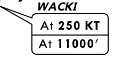 WACKI
At 250 KT
At 11000'